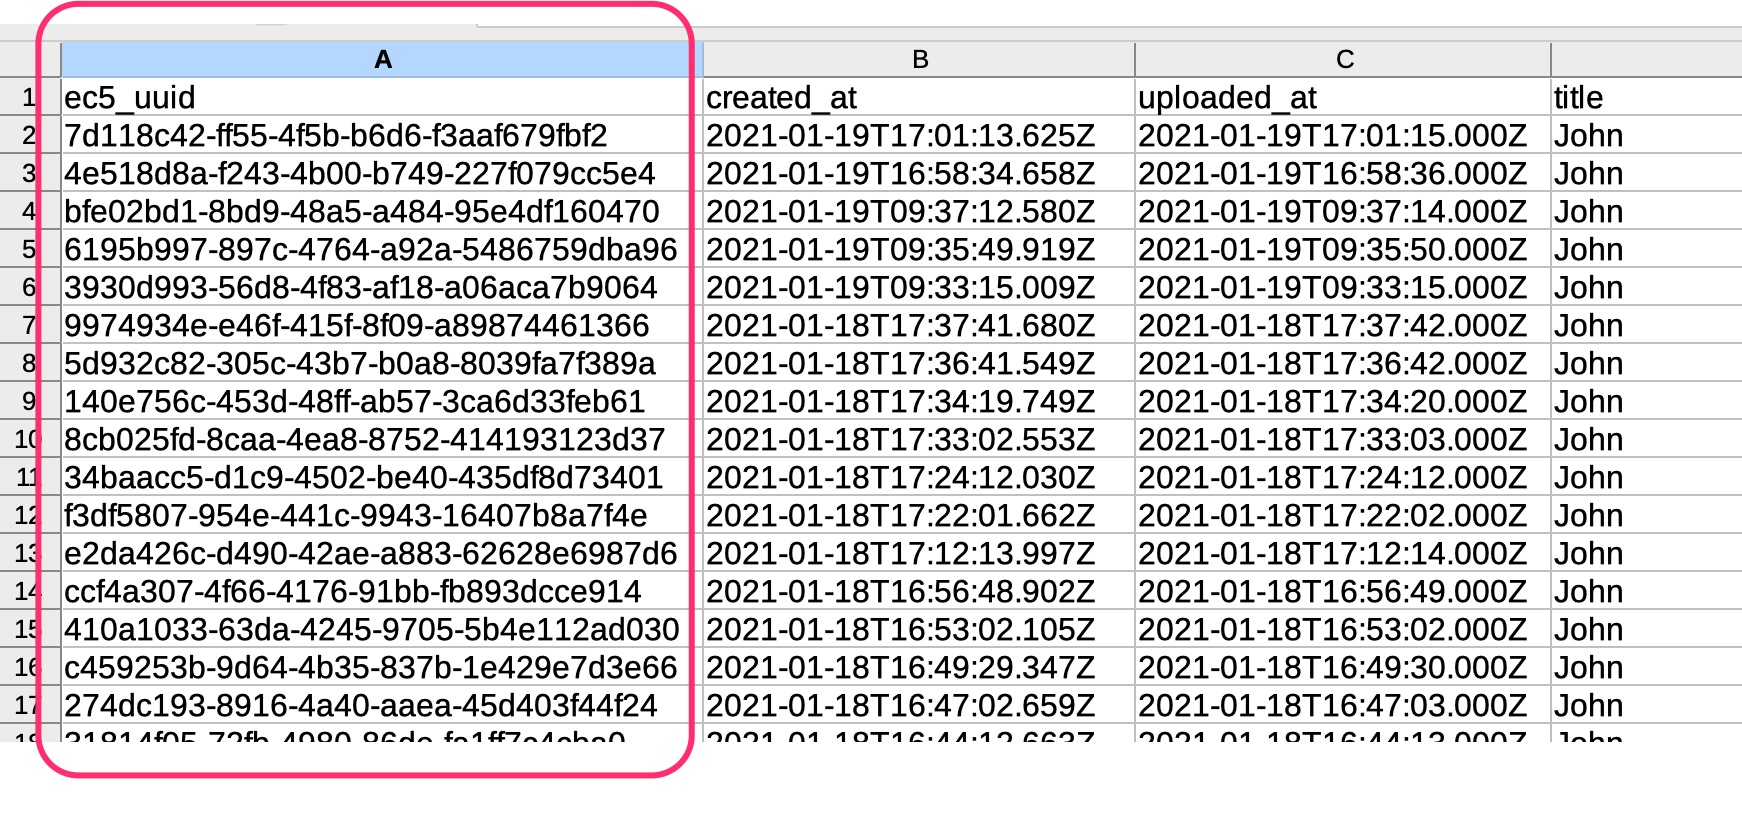 A B C
1 ec5_uuid created_at uploaded_at title
2 7d118c42-ff55-4f5b-b6d6-f3aaf679fbf2 2021-01-19T17:01:13.625Z 2021-01-19T17:01:15.000Z John
3 4e518d8a-f243-4b00-b749-227f079cc5e4 2021-01-19T16:58:34.658Z 2021-01-19T16:58:36.000Z John
4 bfe02bd1-8bd9-48a5-a484-95e4df160470 2021-01-19T09:37:12.580Z 2021-01-19T09:37:14.000Z John
5 6195b997-897c-4764-a92a-5486759dba96 2021-01-19T09:35:49.919Z 2021-01-19T09:35:50.000Z John
6 3930d993-56d8-4f83-af18-a06aca7b9064 2021-01-19T09:33:15.009Z 2021-01-19T09:33:15.000Z John
7 9974934e-e46f-415f-8f09-a89874461366 2021-01-18T17:37:41.680Z 2021-01-18T17:37:42.000Z John
8 5d932c82-305c-43b7-b0a8-8039fa7f389a 2021-01-18T17:36:41.549Z 2021-01-18T17:36:42.000Z John
9 140e756c-453d-48ff-ab57-3ca6d33feb61 2021-01-18T17:34:19.749Z 2021-01-18T17:34:20.000Z John
10 8cb025fd-8caa-4ea8-8752-414193123d37 2021-01-18T17:33:02.553Z 2021-01-18T17:33:03.000Z John
11 34baacc5-d1c9-4502-be40-435df8d73401 2021-01-18T17:24:12.030Z 2021-01-18T17:24:12.000Z John
12 f3df5807-954e-441c-9943-16407b8a7f4e 2021-01-18T17:22:01.662Z 2021-01-18T17:22:02.000Z John
13 e2da426c-d490-42ae-a883-62628e6987d6 2021-01-18T17:12:13.997Z 2021-01-18T17:12:14.000Z John
14 ccf4a307-4f66-4176-91bb-fb893dcce914 2021-01-18T16:56:48.902Z 2021-01-18T16:56:49.000Z John
15 410a1033-63da-4245-9705-5b4e112ad030 2021-01-18T16:53:02.105Z 2021-01-18T16:53:02.000Z John
16 c459253b-9d64-4b35-837b-1e429e7d3e66 2021-01-18T16:49:29.347Z 2021-01-18T16:49:30.000Z John
17 274dc193-8916-4a40-aaea-45d403f44f24 2021-01-18T16:47:02.659Z 2021-01-18T16:47:03.000Z John
18 John